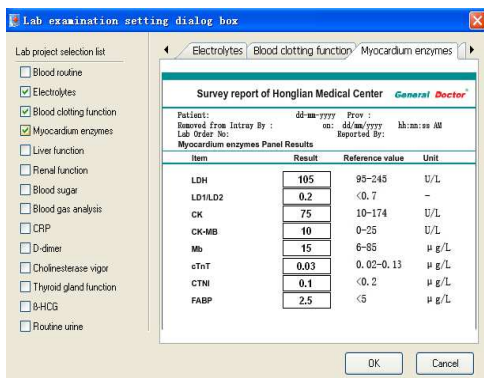 Lab examination setting dialog box
Lab project selection list
Blood routine
Electrolytes
Blood clotting function
Myocardium enzymes
Liver function
Renal function
Blood sugar
Blood gas analysis
CRP
D-dimer
Cholinesterase vigor
Thyroid gland function
ß-HCG
Routine urine
Electrolytes Blood clotting function Myocardium enzymes
Survey report of Honglian Medical Center General Doctor
Patient: dd-mm-yyyy Prov :
Removed from Intray By : on: dd/mm/yyyy hh:nn:ss AM
Lab Order No: Reported By:
Myocardium enzymes Panel Results
Item Result Reference value Unit
LDH 105 95-245 U/L
LD1/LD2 0.2 <0.7 -
CK 75 10-174 U/L
CK-MB 10 0-25 U/L
Mb 15 6-85 μ g/L
cTnT 0.03 0.02-0.13 μ g/L
CTNI 0.1 <0.2 μ g/L
FABP 2.5 <5 μ g/L
OK Cancel